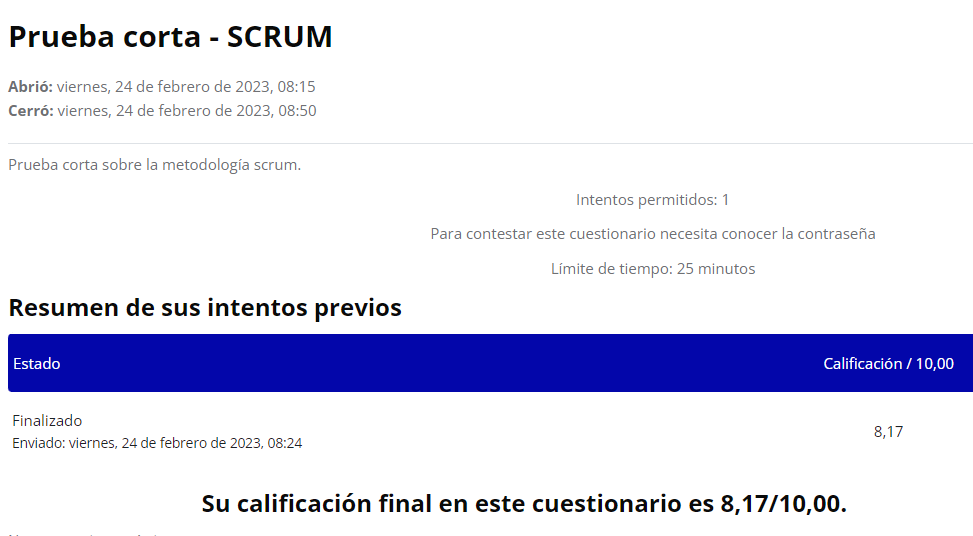 Prueba corta - SCRUM
Abrió: viernes, 24 de febrero de 2023, 08:15
Cerró: viernes, 24 de febrero de 2023, 08:50
Prueba corta sobre la metodología scrum.
Intentos permitidos: 1
Para contestar este cuestionario necesita conocer la contraseña
Límite de tiempo: 25 minutos
Resumen de sus intentos previos
Estado Calificación / 10,00
Finalizado
Enviado: viernes, 24 de febrero de 2023, 08:24
8,17
Su calificación final en este cuestionario es 8,17/10,00.